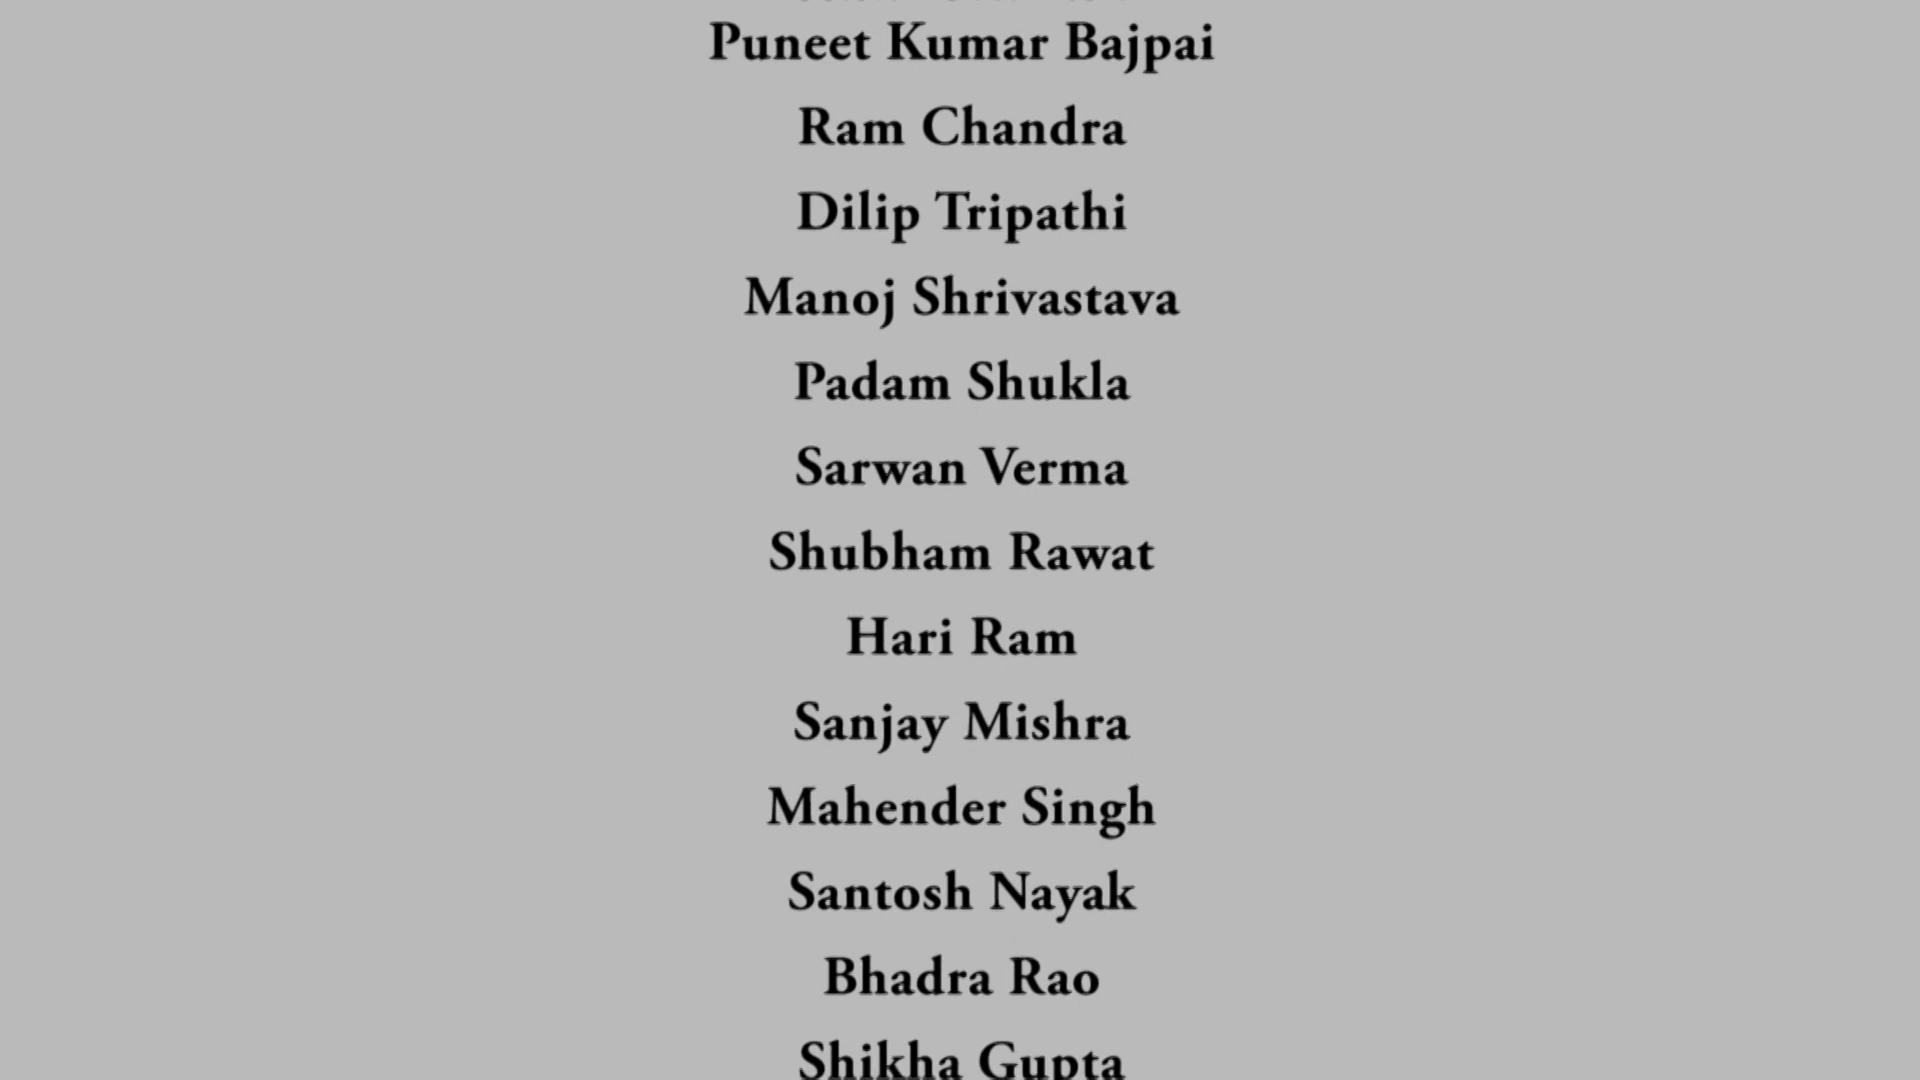 Puneet Kumar Bajpai
Ram Chandra
Dilip Tripathi
Manoj Shrivastava
Padam Shukla
Sarwan Verma
Shubham Rawat
Hari Ram
Sanjay Mishra
Mahender Singh
Santosh Nayak
Bhadra Rao
Shikha Gupta